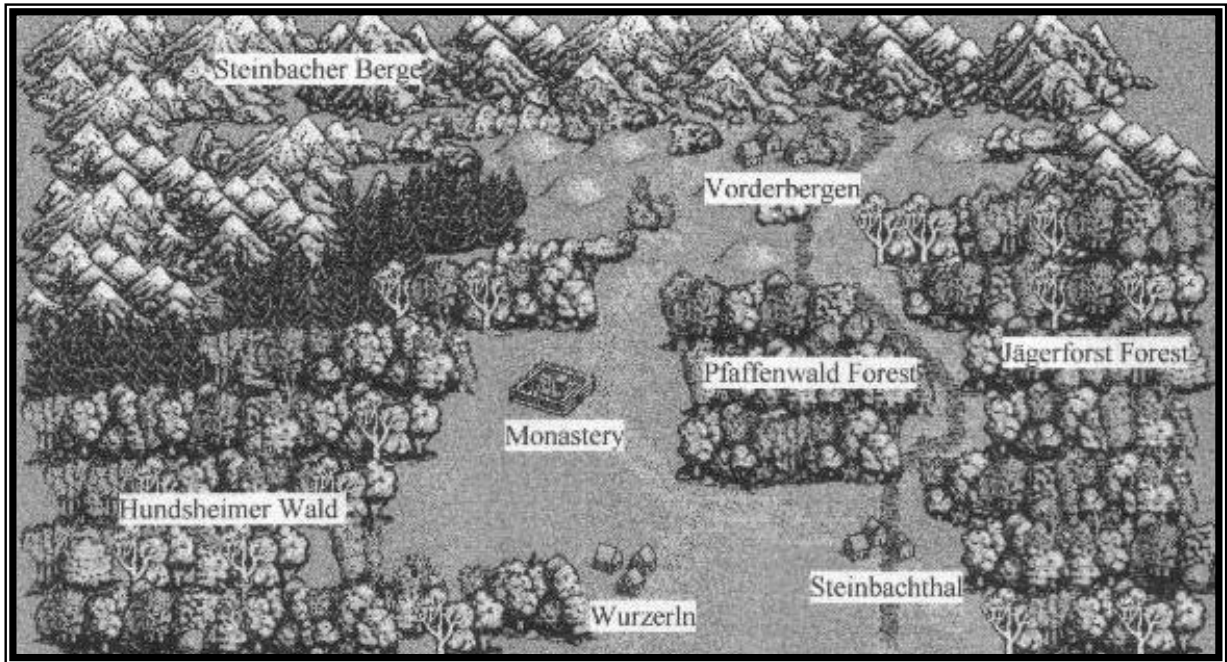 Steinbacher Berge
Vorderbergen
Jägerforst Forest
Pfaffenwald Forest
Monastery
Hundsheimer Wald
Steinbachthal
Wurzerln